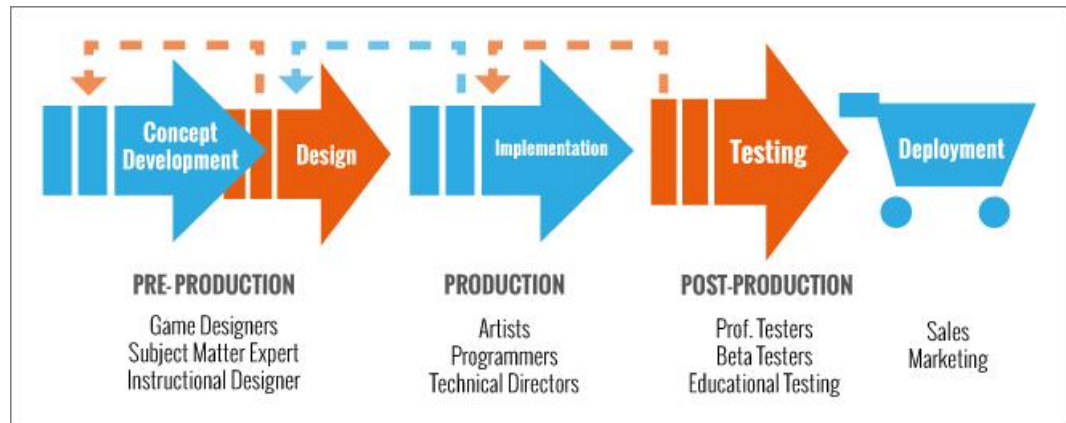 Concept
Development
Design
Implementation
Testing
Deployment
PRE-PRODUCTION
Game Designers
Subject Matter Expert
Instructional Designer
PRODUCTION
Artists
Programmers
Technical Directors
POST-PRODUCTION
Prof. Testers
Beta Testers
Educational Testing
Sales
Marketing